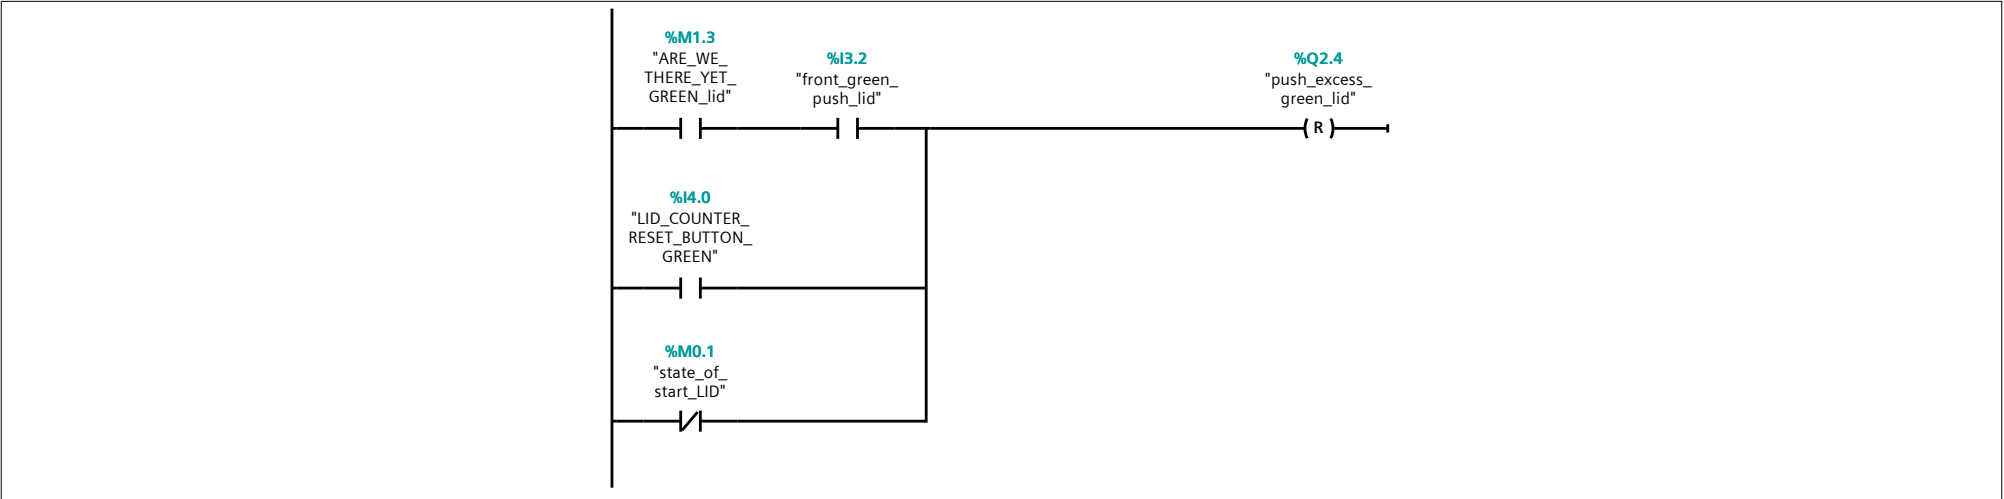 %M1.3
"ARE_WE_
THERE_YET_
GREEN_lid"
%I3.2
"front_green_
push_lid"
%Q2.4
"push_excess_
green_lid"
R
%I4.0
"LID_COUNTER_
RESET_BUTTON_
GREEN"
%M0.1
"state_of_
start_LID"